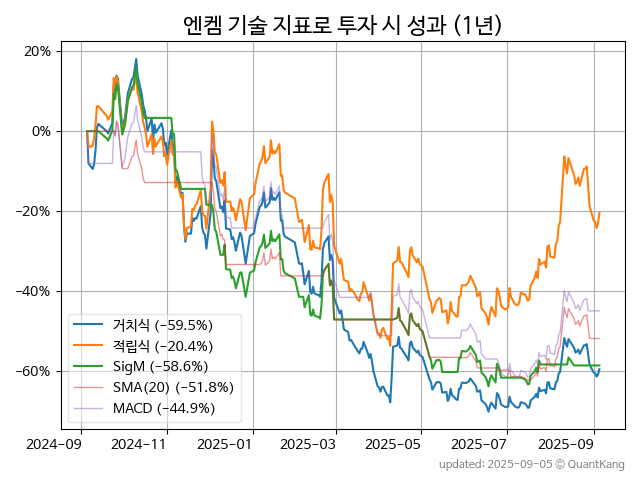 엔켐 기술 지표로 투자 시 성과 (1년)
20%
0%
−20%
−40%
−60%
거치식 (−59.5%)
적립식 (−20.4%)
SigM (−58.6%)
SMA(20) (−51.8%)
MACD (−44.9%)
2024-09
2024-11
2025-01
2025-03
2025-05
2025-07
2025-09
updated: 2025-09-05 © QuantKang